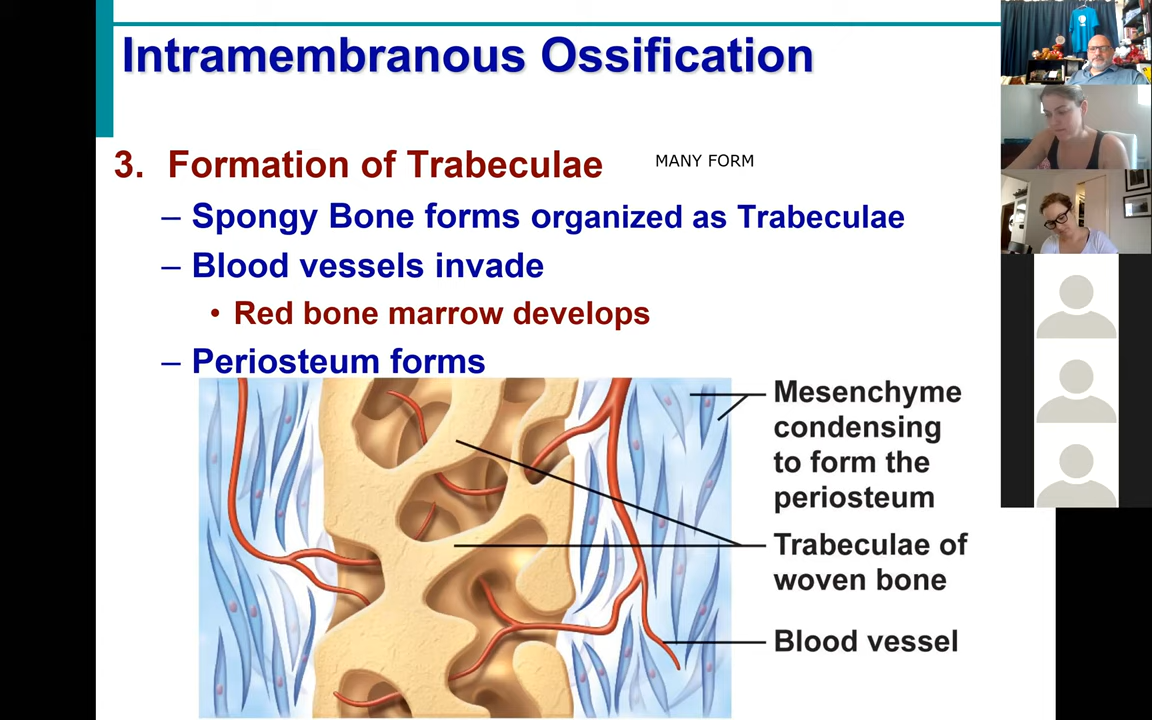 Intramembranous Ossification
3. Formation of Trabeculae MANY FORM
– Spongy Bone forms organized as Trabeculae
– Blood vessels invade
• Red bone marrow develops
– Periosteum forms
Mesenchyme
condensing
to form the
periosteum
Trabeculae of
woven bone
Blood vessel